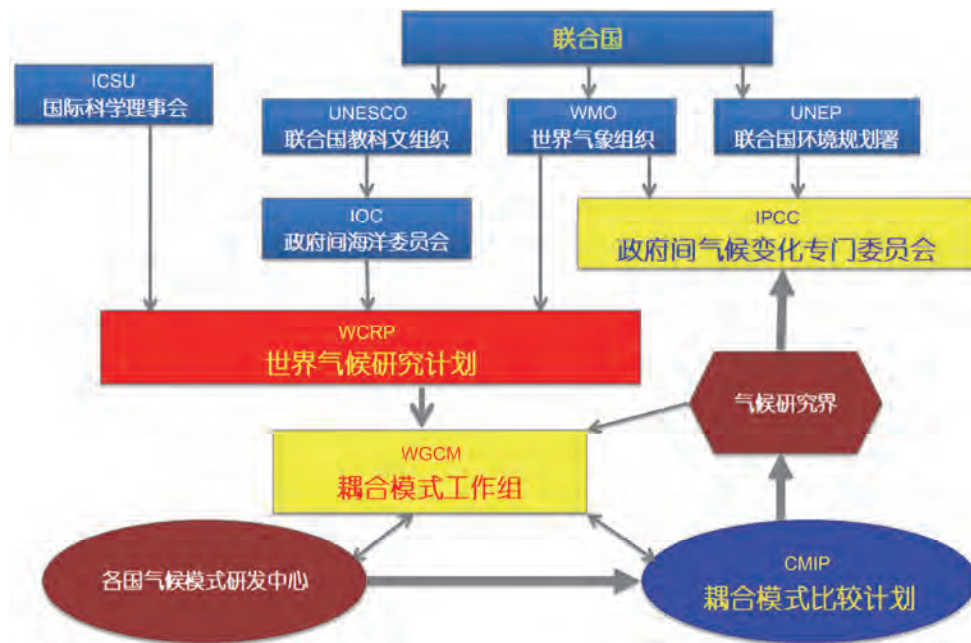 联合国
ICSU
国际科学理事会
UNESCO
联合国教科文组织
WMO
世界气象组织
UNEP
联合国环境规划署
IOC
政府间海洋委员会
IPCC
政府间气候变化专门委员会
WCRP
世界气候研究计划
气候研究界
WGCM
耦合模式工作组
各国气候模式研发中心
CMIP
耦合模式比较计划